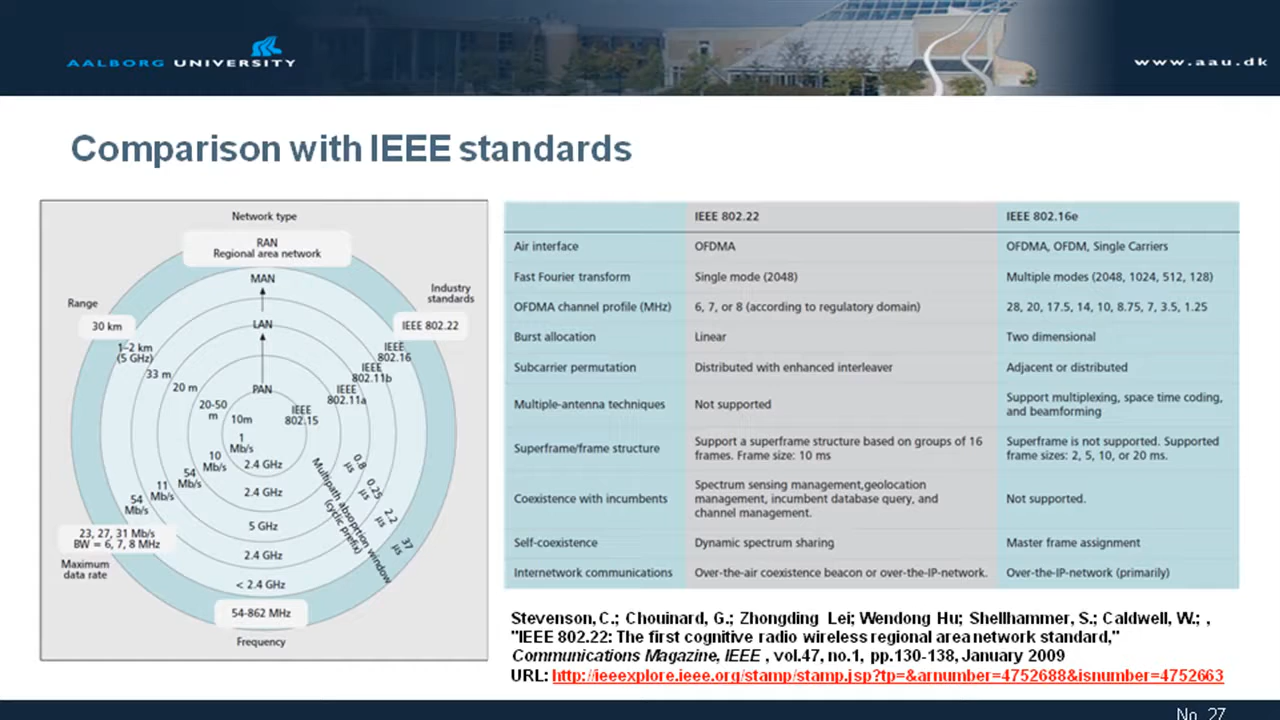 AALBORG UNIVERSITY
www.aau.dk
Comparison with IEEE standards
Network type
RAN
Regional area network
MAN
LAN
PAN
Range
30 km
1–2 km
(5 GHz)
33 m
20 m
20-50
m
10m
Industry
standards
IEEE 802.22
IEEE
802.16
IEEE
802.11b
IEEE
802.11a
IEEE
802.15
1
Mb/s
10
Mb/s
54
Mb/s
11
Mb/s
54
Mb/s
23, 27, 31 Mb/s
BW = 6, 7, 8 MHz
Maximum
data rate
2.4 GHz
2.4 GHz
5 GHz
2.4 GHz
< 2.4 GHz
54-862 MHz
Frequency
Multipath absoprtion window
(cyclic prefix)
0.8
µs
0.25
µs
2.2
µs
37
µs
IEEE 802.22 IEEE 802.16e
Air interface OFDMA OFDMA, OFDM, Single Carriers
Fast Fourier transform Single mode (2048) Multiple modes (2048, 1024, 512, 128)
OFDMA channel profile (MHz) 6, 7, or 8 (according to regulatory domain) 28, 20, 17.5, 14, 10, 8.75, 7, 3.5, 1.25
Burst allocation Linear Two dimensional
Subcarrier permutation Distributed with enhanced interleaver Adjacent or distributed
Multiple-antenna techniques Not supported Support multiplexing, space time coding,
and beamforming
Superframe/frame structure Support a superframe structure based on groups of 16
frames. Frame size: 10 ms
Superframe is not supported. Supported
frame sizes: 2, 5, 10, or 20 ms.
Coexistence with incumbents Spectrum sensing management,geolocation
management, incumbent database query, and
channel management.
Not supported.
Self-coexistence Dynamic spectrum sharing Master frame assignment
Internetwork communications Over-the-air coexistence beacon or over-the-IP-network. Over-the-IP-network (primarily)
Stevenson, C.; Chouinard, G.; Zhongding Lei; Wendong Hu; Shellhammer, S.; Caldwell, W.; ,
"IEEE 802.22: The first cognitive radio wireless regional area network standard,"
Communications Magazine, IEEE , vol.47, no.1, pp.130-138, January 2009
URL: http://ieeexplore.ieee.org/stamp/stamp.jsp?tp=&arnumber=4752688&isnumber=4752663
No. 27